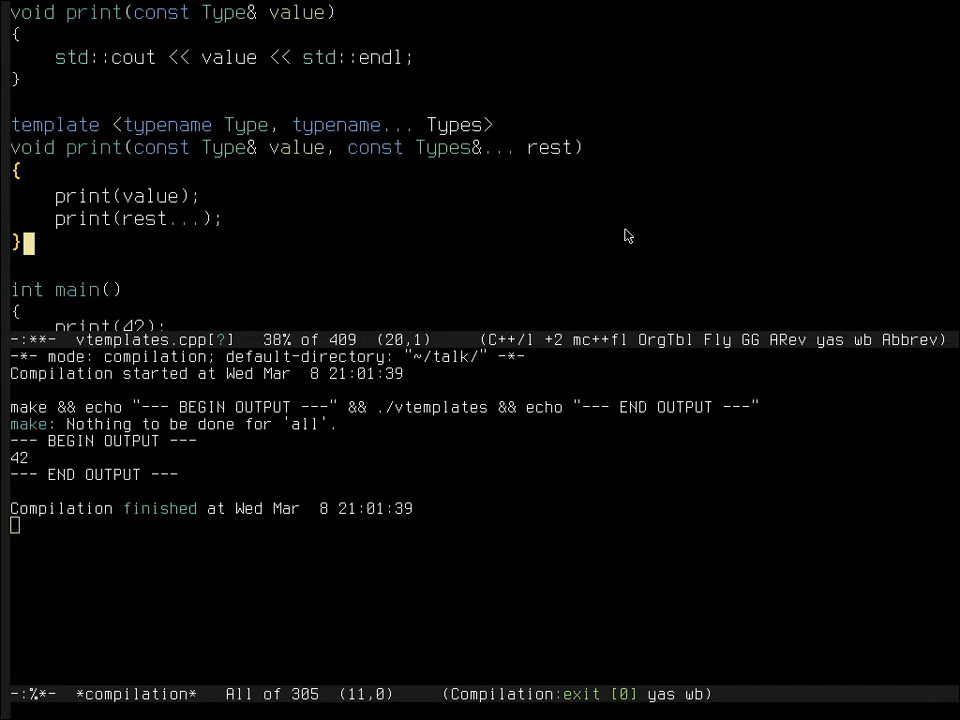 void print(const Type& value)
{
    std::cout << value << std::endl;
}
template <typename Type, typename... Types>
void print(const Type& value, const Types&... rest)
{
    print(value);
    print(rest...);
}
int main()
{
    print(42);
-:**-  vtemplates.cpp[?]   38% of 409  (20,1)     (C++/l +2 mc++fl OrgTbl Fly GG ARev yas wb Abbrev)
-*- mode: compilation; default-directory: "~/talk/" -*-
Compilation started at Wed Mar  8 21:01:39
make && echo "--- BEGIN OUTPUT ---" && ./vtemplates && echo "--- END OUTPUT ---"
make: Nothing to be done for 'all'.
--- BEGIN OUTPUT ---
42
--- END OUTPUT ---
Compilation finished at Wed Mar  8 21:01:39
-:%*-  *compilation*   All of 305  (11,0)     (Compilation:exit [0] yas wb)